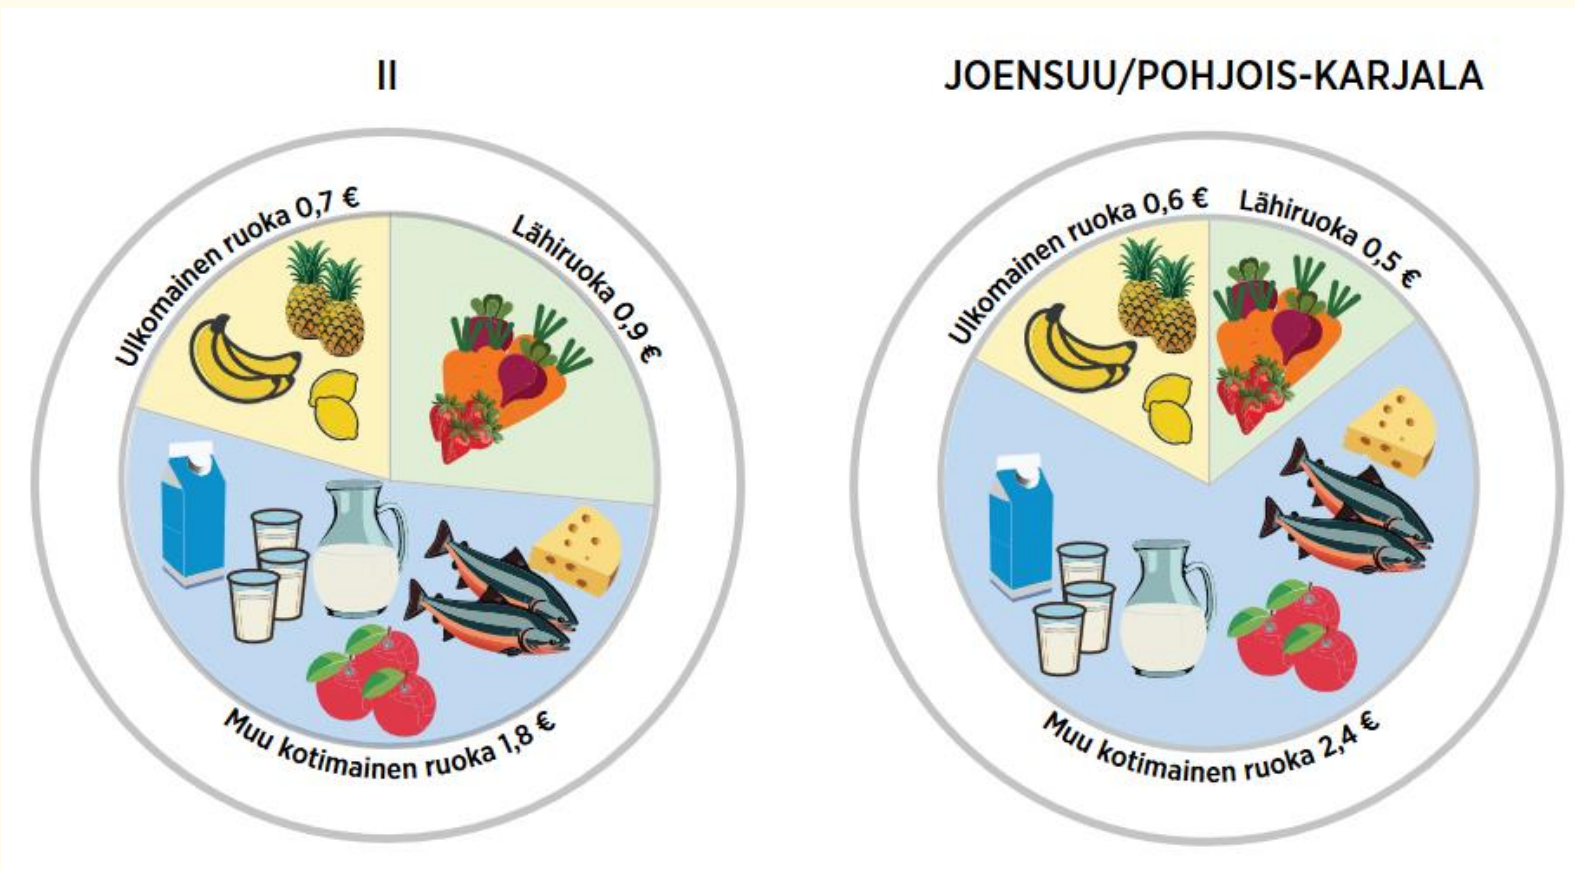 II
Ulkomainen ruoka 0,7 €
Lähiruoka 0,9 €
Muu kotimainen ruoka 1,8 €
JOENSUU/POHJOIS-KARJALA
Ulkomainen ruoka 0,6 €
Lähiruoka 0,5 €
Muu kotimainen ruoka 2,4 €